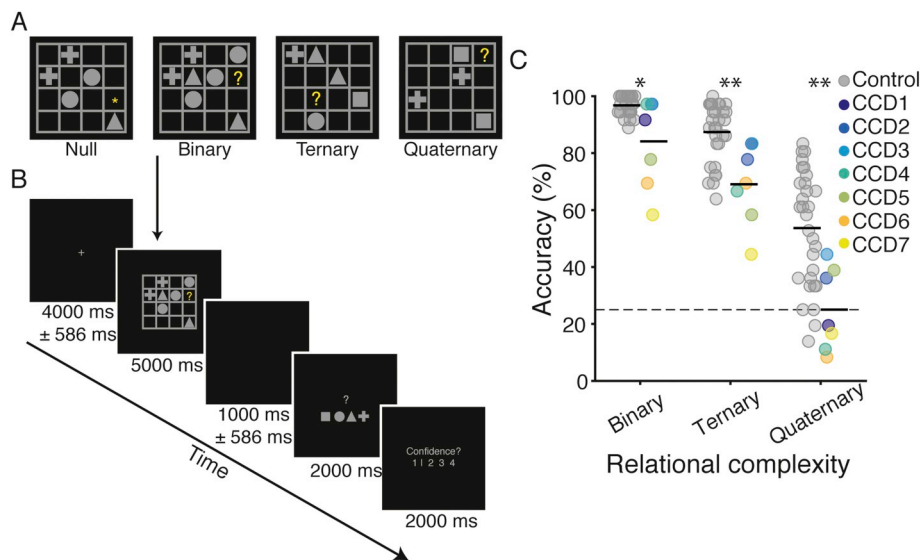 A
*
?
?
?
Null
Binary
Ternary
Quaternary
B
+
4000 ms
± 586 ms
?
5000 ms
1000 ms
± 586 ms
?
2000 ms
Confidence?
1 | 2 3 4
2000 ms
Time
C
Accuracy (%)
100
80
60
40
20
0
*
**
**
Binary
Ternary
Quaternary
Relational complexity
Control
CCD1
CCD2
CCD3
CCD4
CCD5
CCD6
CCD7